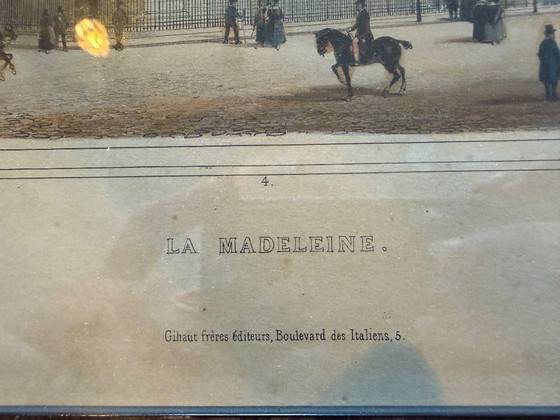 4.
LA MADELEINE.
Gihaut frères éditeurs, Boulevard des Italiens, 5.